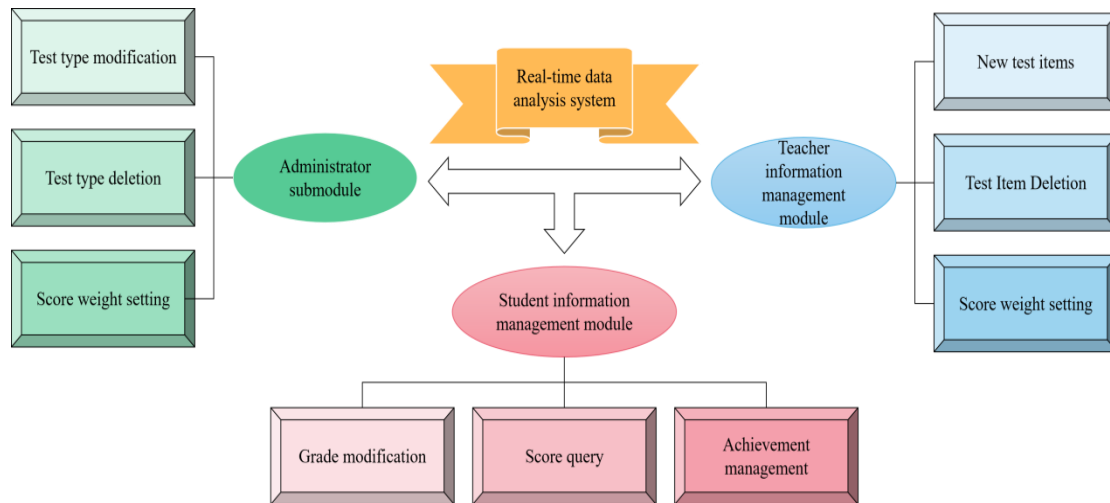 Real-time data
analysis system
Test type modification
Test type deletion
Score weight setting
Administrator
submodule
Teacher
information
management
module
New test items
Test Item Deletion
Score weight setting
Student information
management module
Grade modification
Score query
Achievement
management